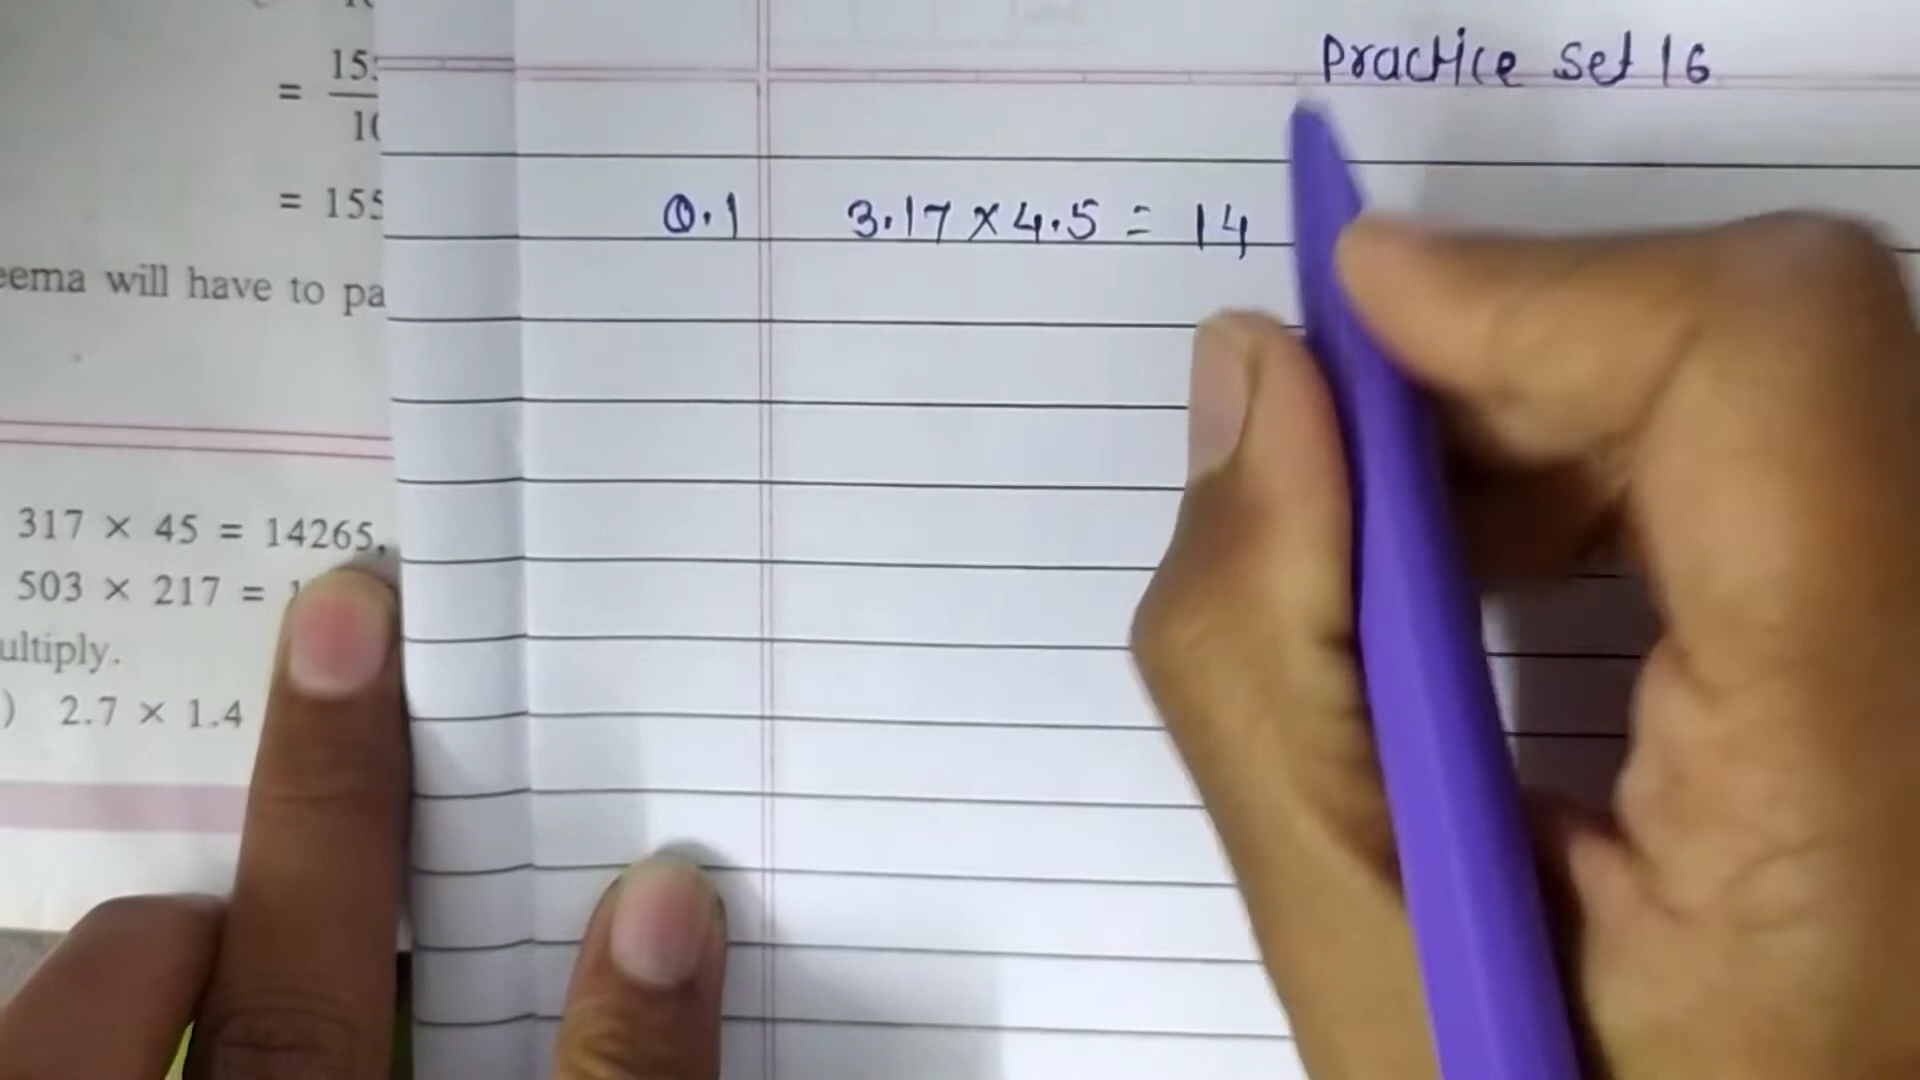 = 15
10
= 155
eema will have to pa
317 × 45 = 14265,
503 × 217 = 1
ultiply.
) 2.7 × 1.4
Practice Set 16
Q.1 3.17 × 4.5 = 14